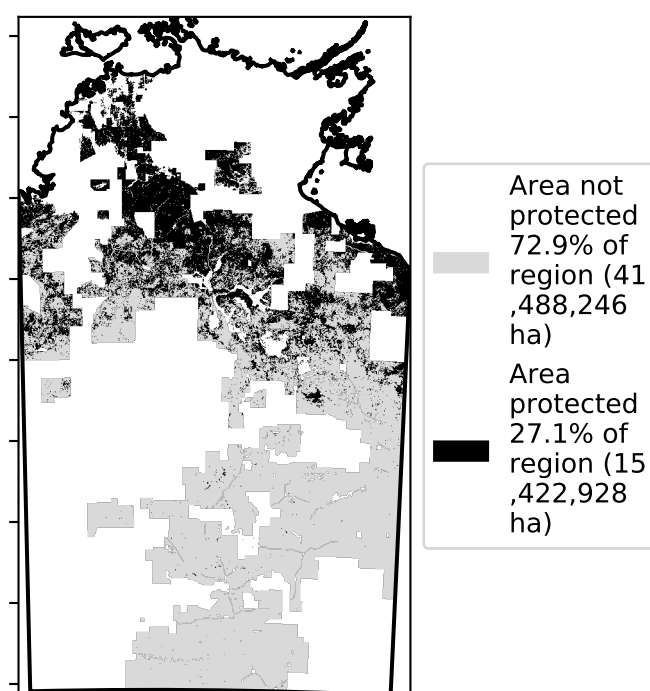 Area not
protected
72.9% of
region (41
,488,246
ha)
Area
protected
27.1% of
region (15
,422,928
ha)